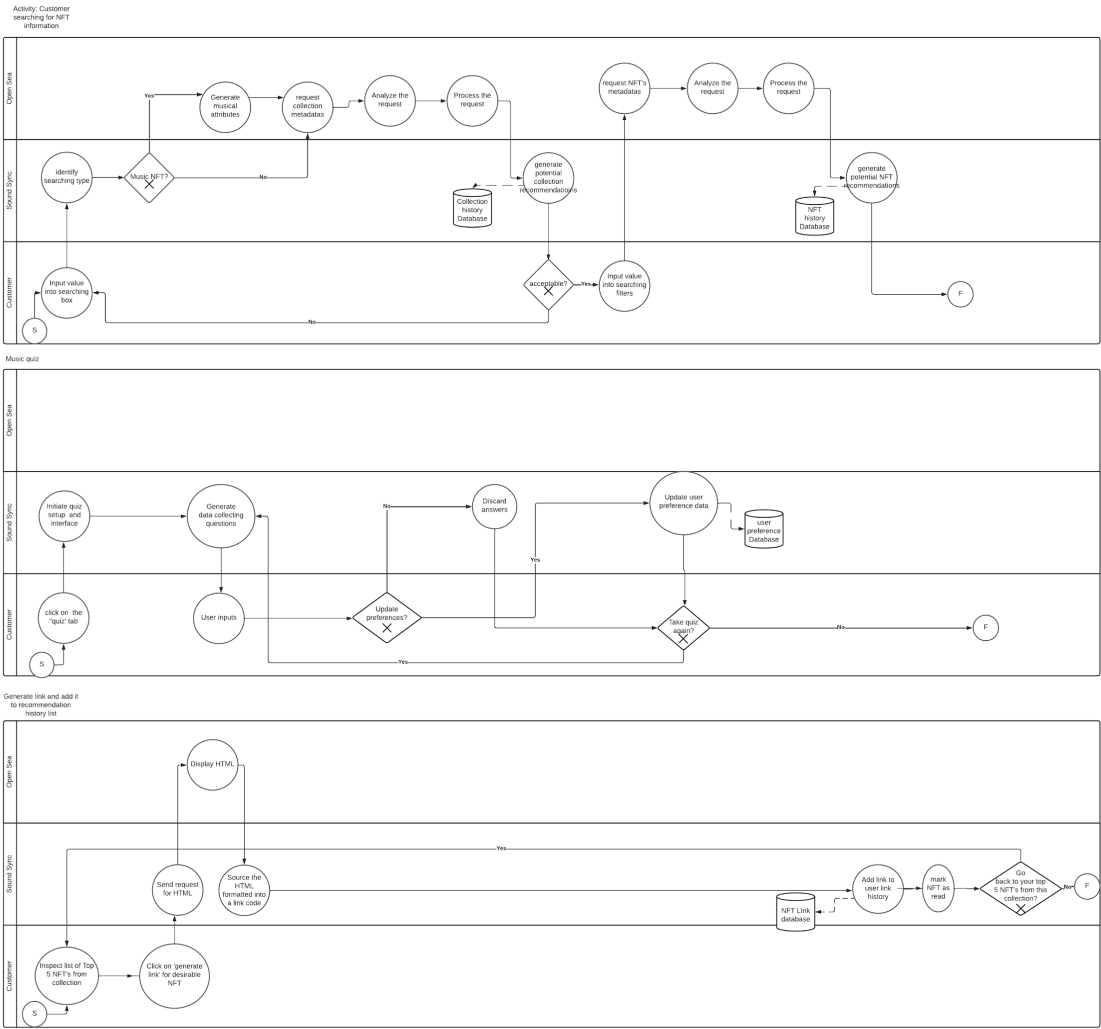 Activity: Customer
searching for NFT
information
Open Sea
Sound Sync
Customer
Yes
Generate
musical
attributes
request
collection
metadatas
Analyze the
request
Process the
request
request NFT's
metadatas
Analyze the
request
Process the
request
identify
searching type
Music NFT?
No
generate
potential
collection
recommendations
Collection
history
Database
generate
potential NFT
recommendations
NFT
history
Database
Input value
into searching
box
S
acceptable?
Yes
Input value
into searching
filters
F
No
Music quiz
Open Sea
Sound Sync
Customer
Initiate quiz
setup and
interface
Generate
data collecting
questions
No
Discard
answers
Yes
Update user
preference data
user
preference
Database
click on the
"quiz' tab
S
User inputs
Update
preferences?
Take quiz
again?
No
F
Yes
Generate link and add it
to recommendation
history list
Open Sea
Sound Sync
Customer
Display HTML
Yes
Send request
for HTML
Source the
HTML
formatted into
a link code
NFT LInk
database
Add link to
user link
history
mark
NFT as
read
Go
back to your top
5 NFT's from this
collection?
No
F
Inspect list of Top
5 NFT's from
collection
Click on 'generate
link' for desirable
NFT
S